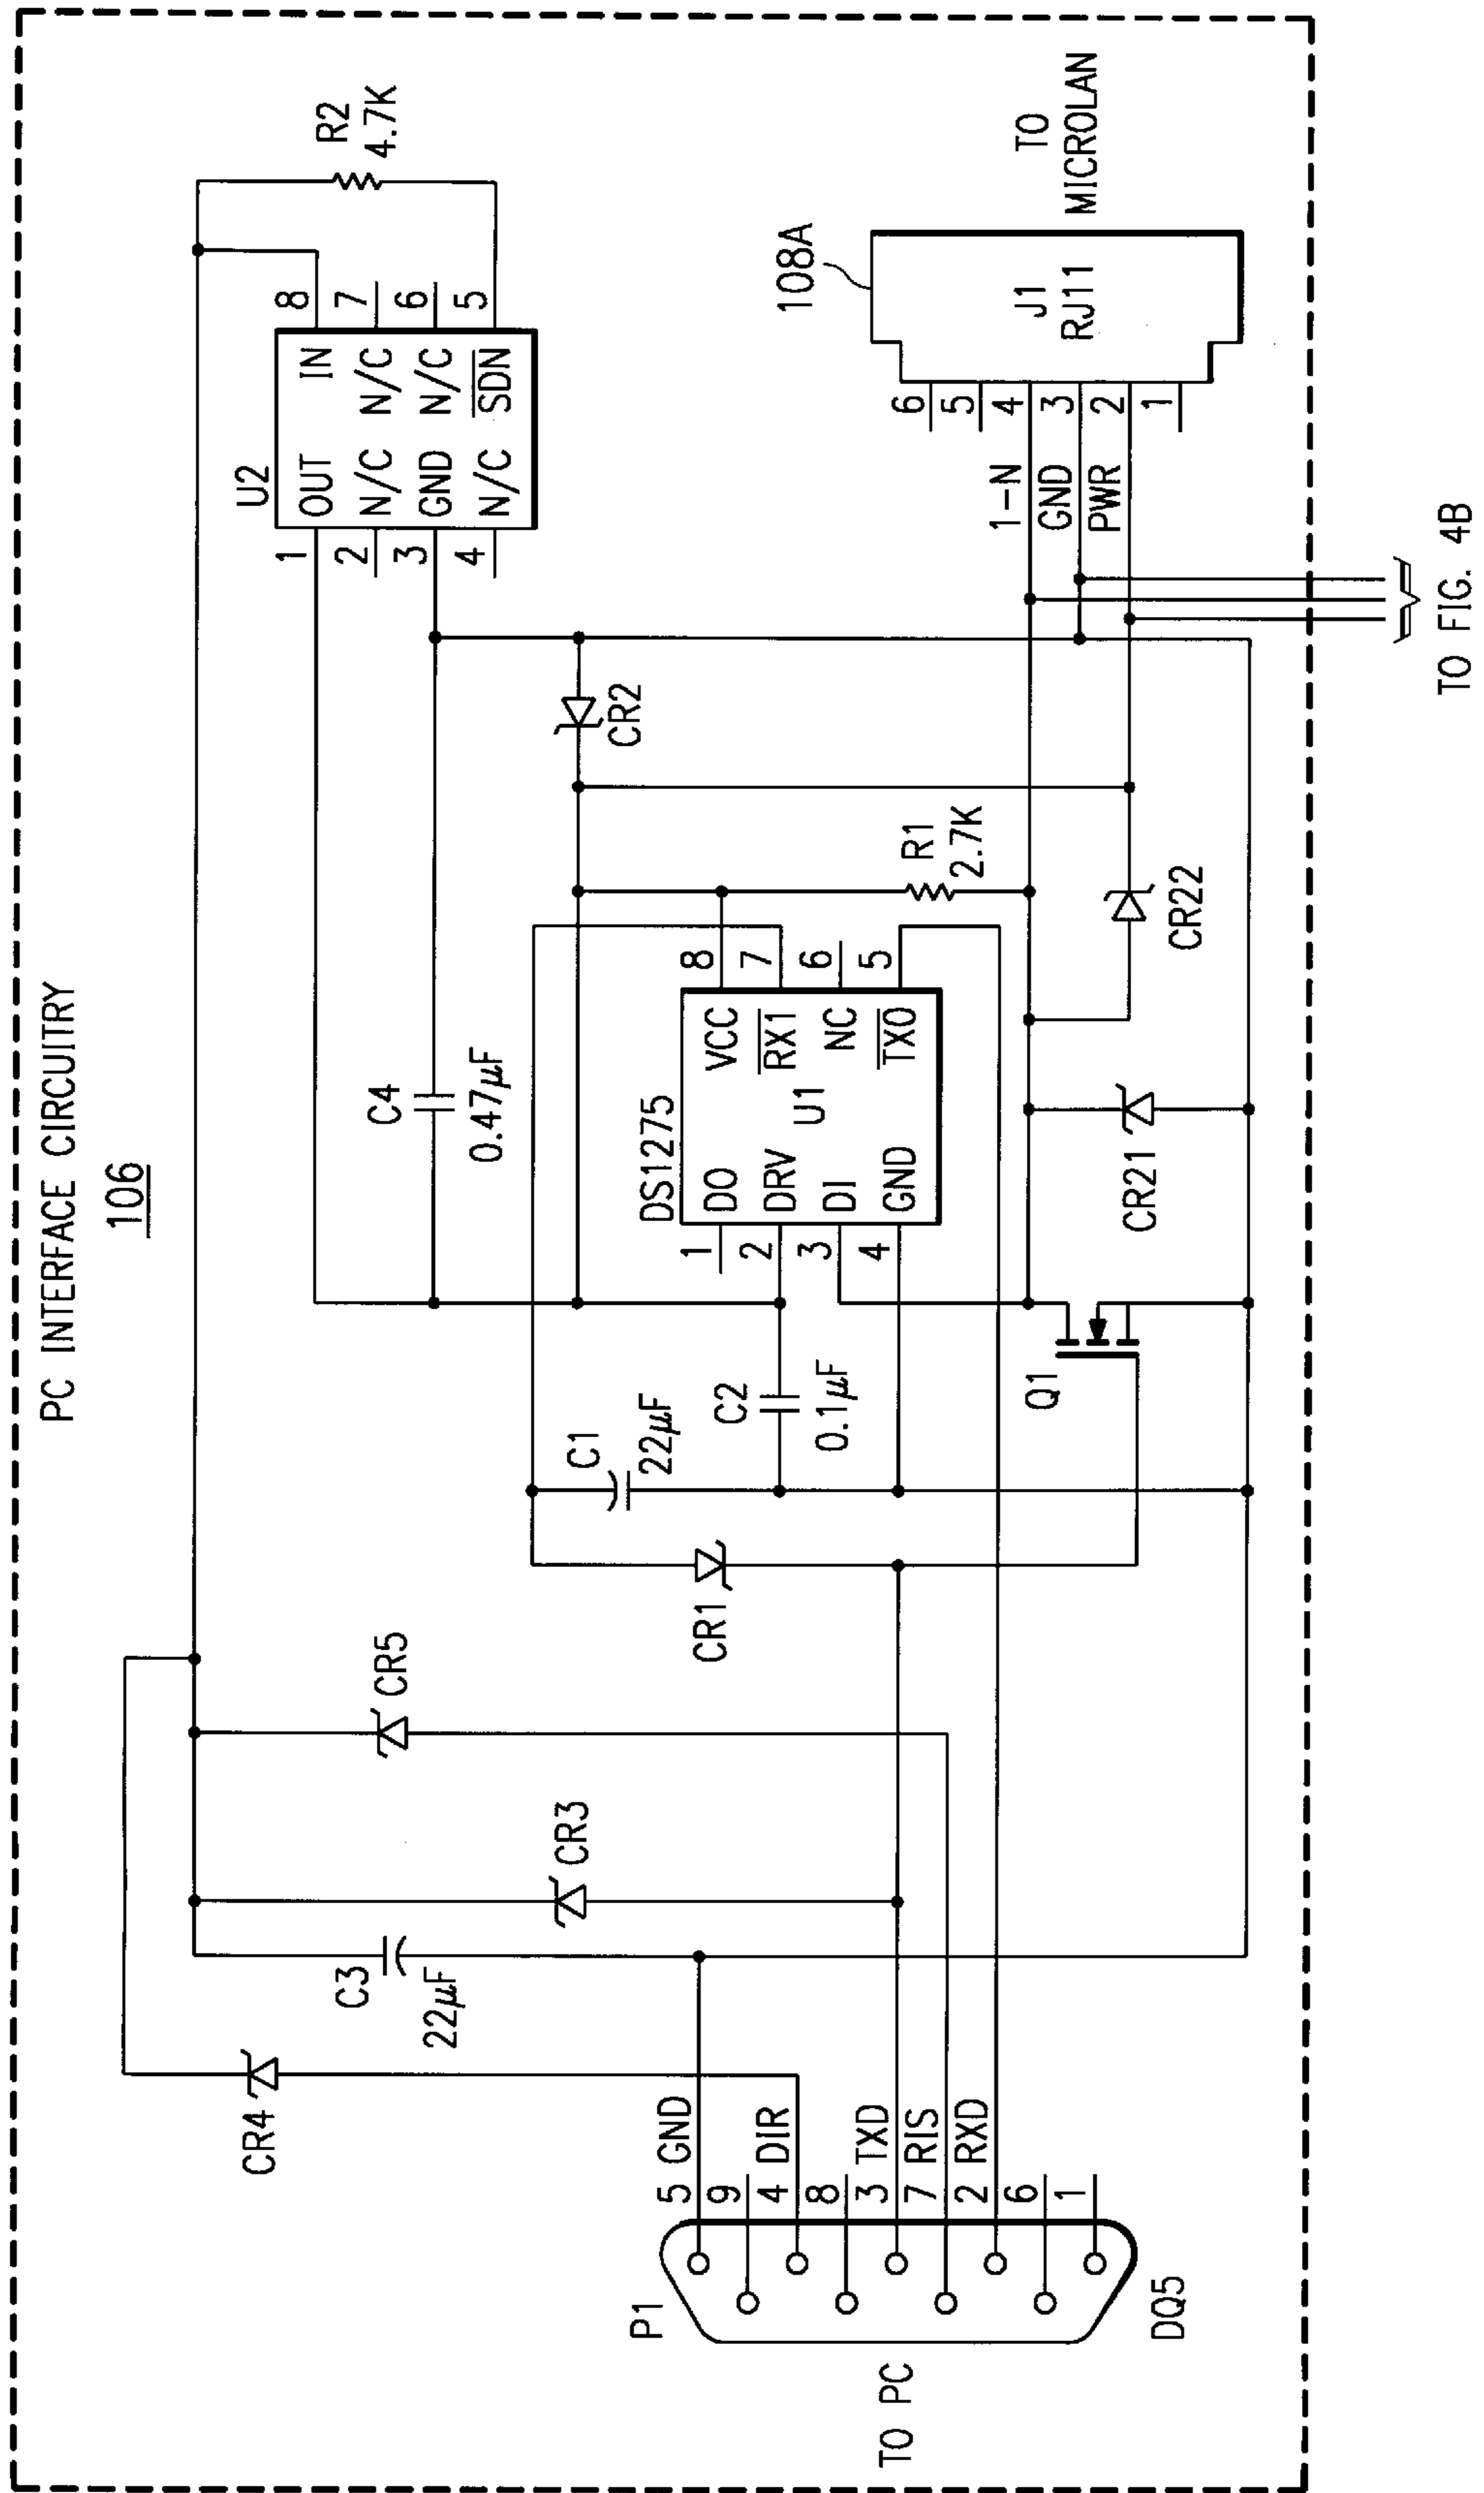 PC INTERFACE CIRCUITRY
106
CR4
C3
22µF
CR3
CR5
P1
TO PC
DQ5
5 GND
9
4 DIR
8
3 TXD
7 RIS
2 RXD
6
1
CR1
C1
22µF
C2
0.1µF
Q1
C4
0.47µF
DS1275
U1
1 DO
2 DRV
3 DI
4 GND
VCC 8
RX1 7
NC 6
TXO 5
CR21
CR22
R1
2.7K
CR2
U2
1 OUT
2 N/C
3 GND
4 N/C
IN 8
N/C 7
N/C 6
SDN 5
R2
4.7K
108A
J1
RJ11
6
5
1-N 4
GND 3
PWR 2
1
TO
MICROLAN
TO FIG. 4B